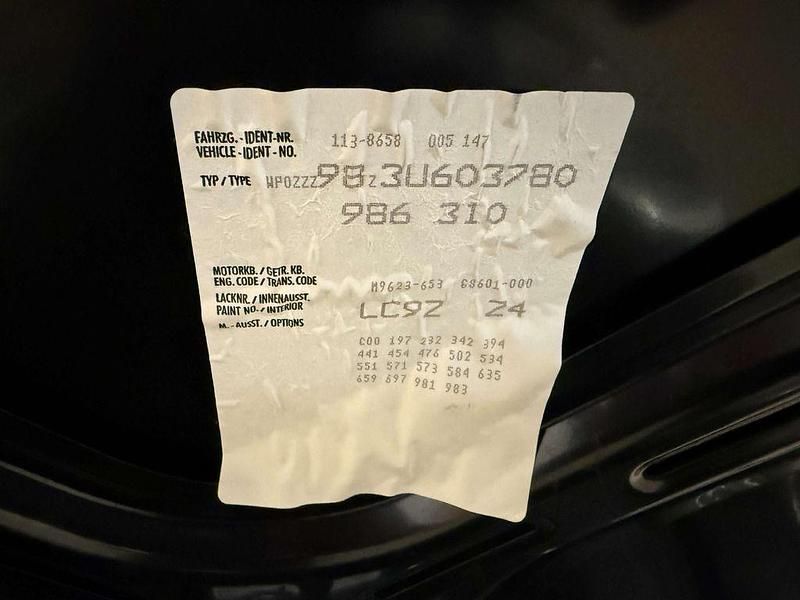 FAHRZG.-IDENT-NR. 113-8658 005 147
VEHICLE-IDENT-NO.
TYP/TYPE WP0ZZZ98Z3U603780
986 310
MOTORKB./GETR.KB.
ENG.CODE/TRANS.CODE M9623-653 G8601-000
LACKNR./INNENAUSST.
PAINT NO./INTERIOR LC9Z Z4
M.-AUSST./OPTIONS
C00 197 232 342 394
441 454 476 502 534
551 571 573 584 635
659 697 981 983